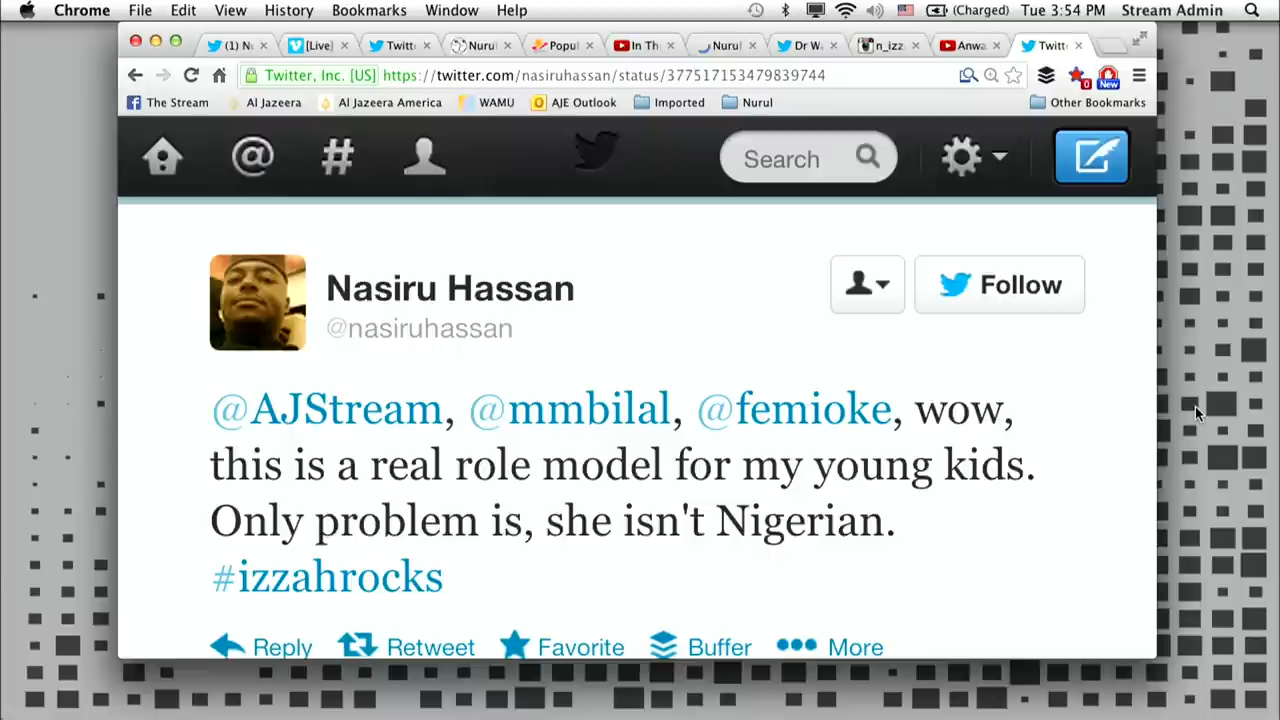 Chrome File Edit View History Bookmarks Window Help (Charged) Tue 3:54 PM Stream Admin
(1) N [Live] Twitt Nurul Popul In Th Nurul Dr W n_izz Anwa Twitt
Twitter, Inc. [US] https://twitter.com/nasiruhassan/status/377517153479839744 0 New
The Stream Al Jazeera Al Jazeera America WAMU AJE Outlook Imported Nurul Other Bookmarks
@ # Search
Nasiru Hassan Follow
@nasiruhassan
@AJStream, @mmbilal, @femioke, wow,
this is a real role model for my young kids.
Only problem is, she isn't Nigerian.
#izzahrocks
Reply Retweet Favorite Buffer More